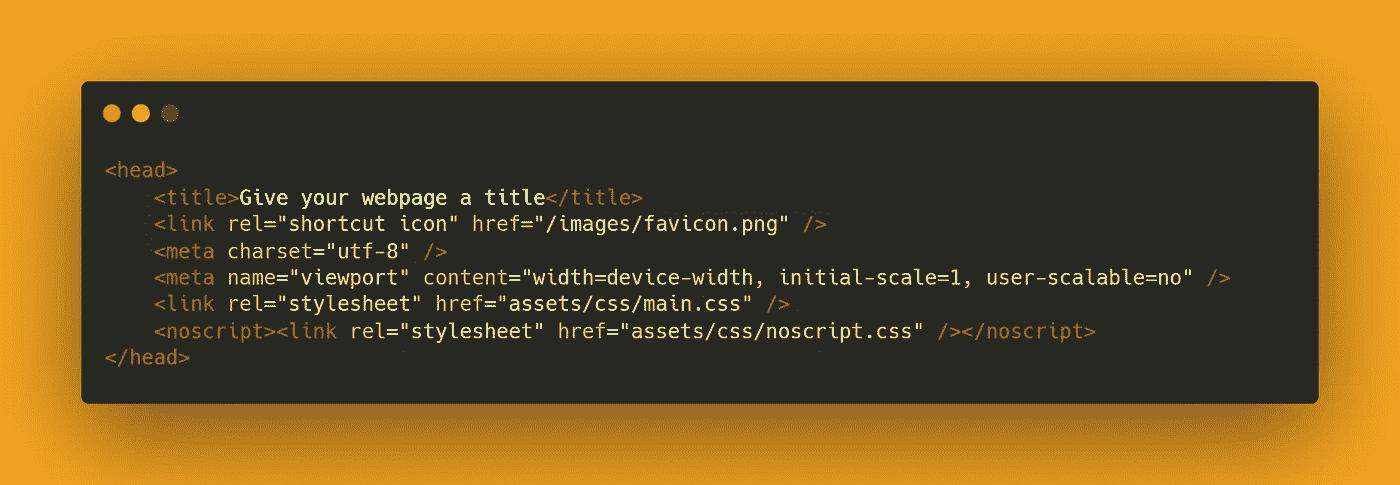 <head>
    <title>Give your webpage a title</title>
    <link rel="shortcut icon" href="/images/favicon.png" />
    <meta charset="utf-8" />
    <meta name="viewport" content="width=device-width, initial-scale=1, user-scalable=no" />
    <link rel="stylesheet" href="assets/css/main.css" />
    <noscript><link rel="stylesheet" href="assets/css/noscript.css" /></noscript>
</head>